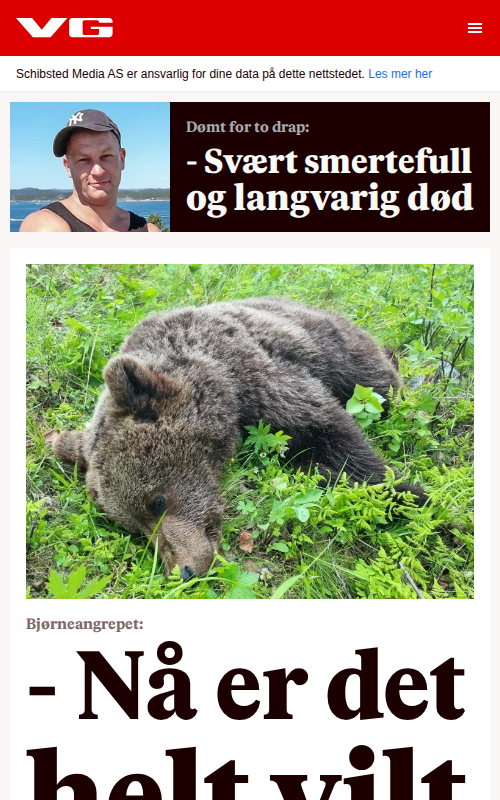 VG
Schibsted Media AS er ansvarlig for dine data på dette nettstedet. Les mer her
Dømt for to drap:
- Svært smertefull
og langvarig død
Bjørneangrepet:
- Nå er det
helt vilt